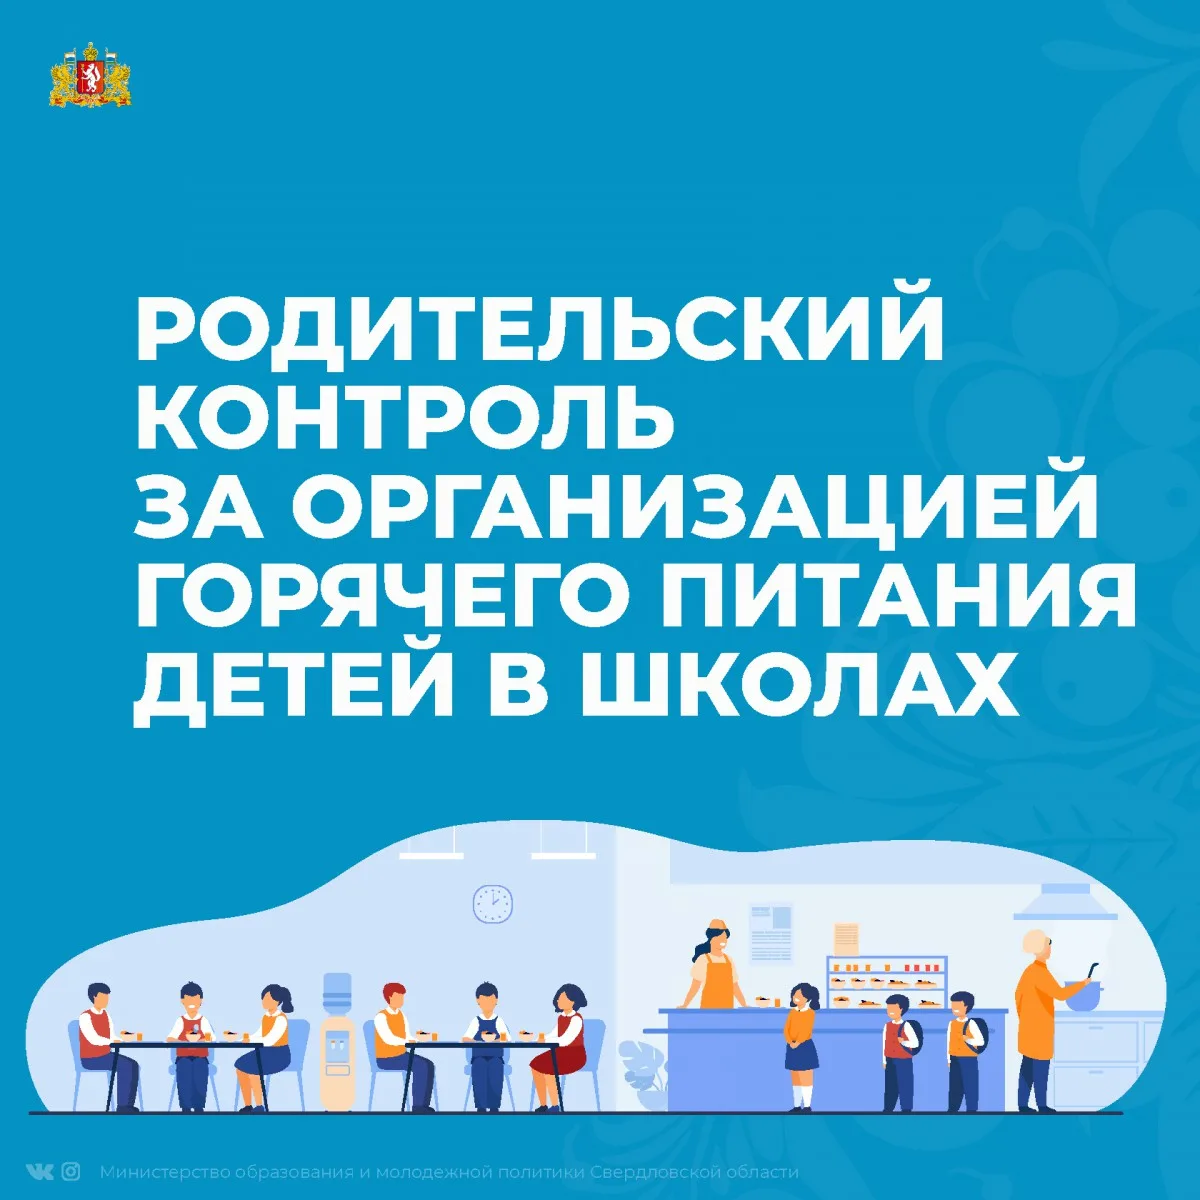 РОДИТЕЛЬСКИЙ
КОНТРОЛЬ
ЗА ОРГАНИЗАЦИЕЙ
ГОРЯЧЕГО ПИТАНИЯ
ДЕТЕЙ В ШКОЛАХ
Министерство образования и молодежной политики Свердловской области